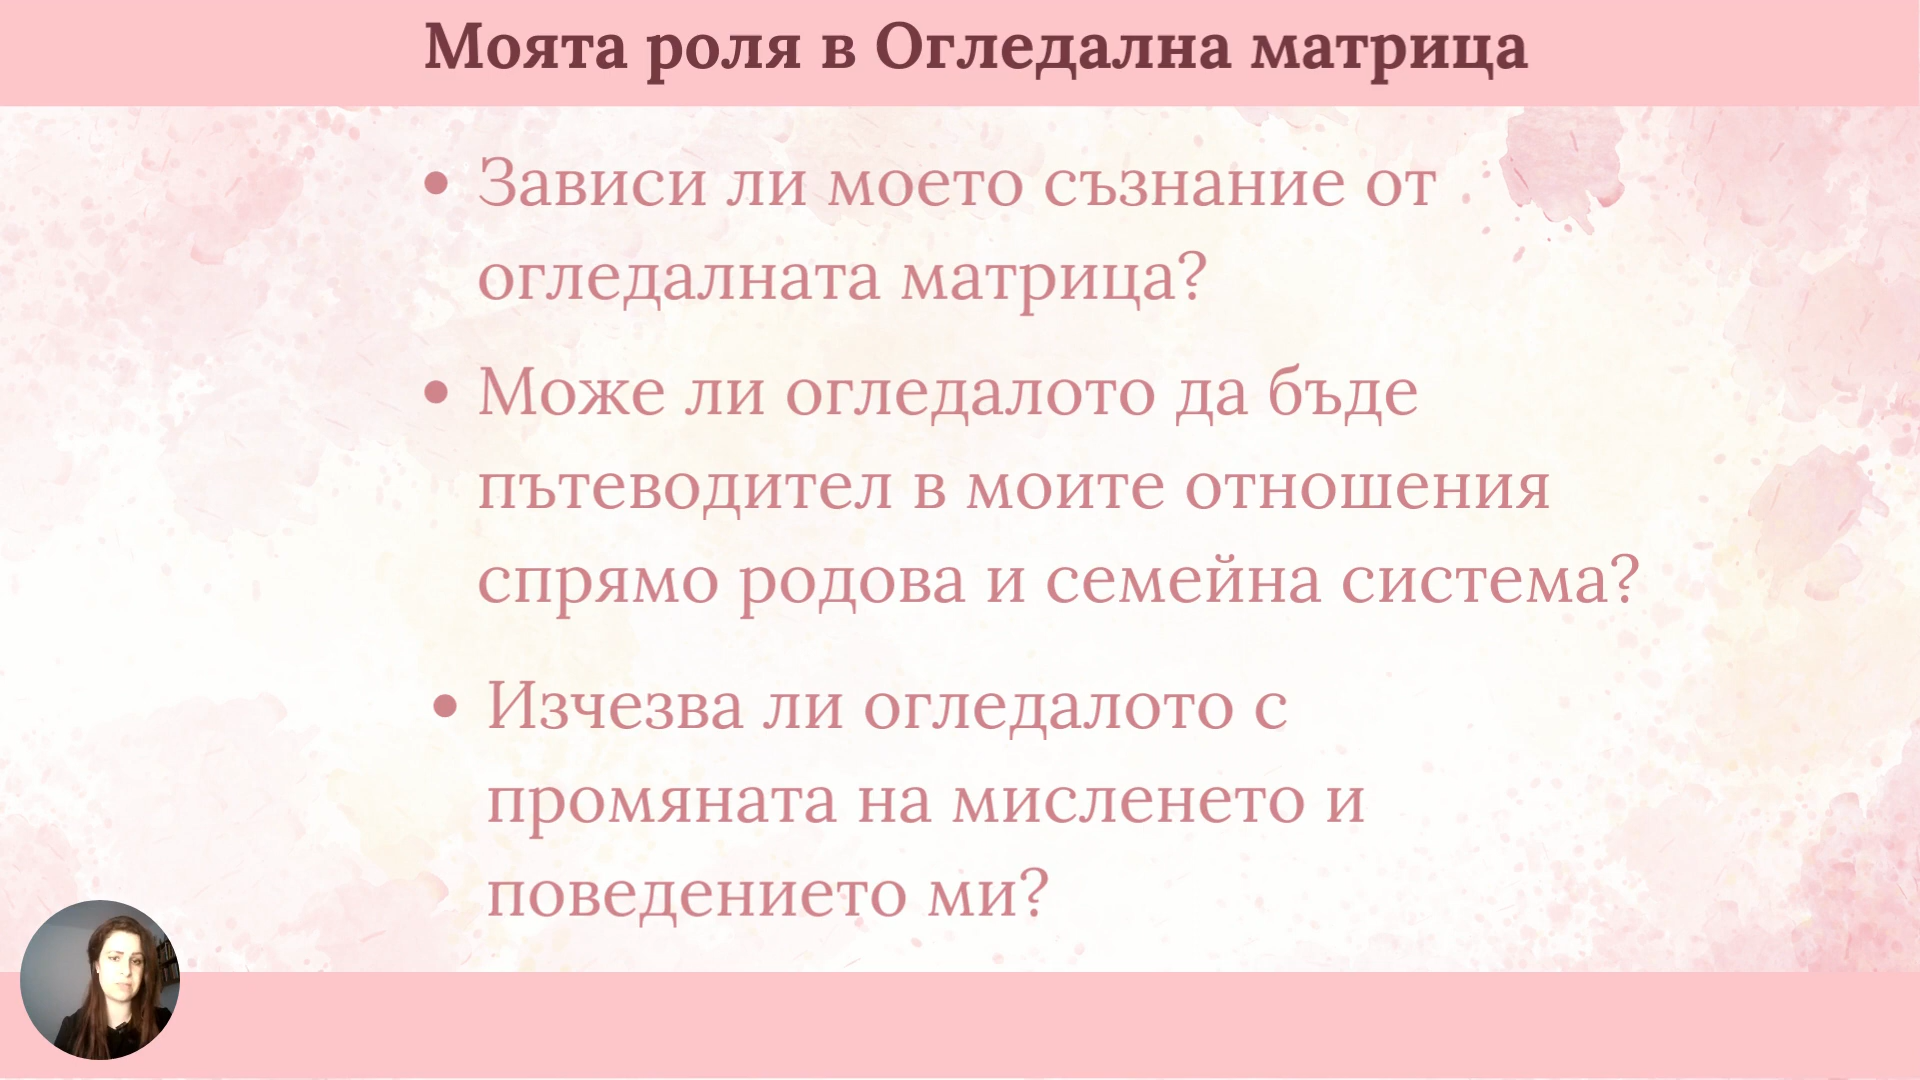 Моята роля в Огледална матрица
• Зависи ли моето съзнание от
огледалната матрица?
• Може ли огледалото да бъде
пътеводител в моите отношения
спрямо родова и семейна система?
• Изчезва ли огледалото с
промяната на мисленето и
поведението ми?